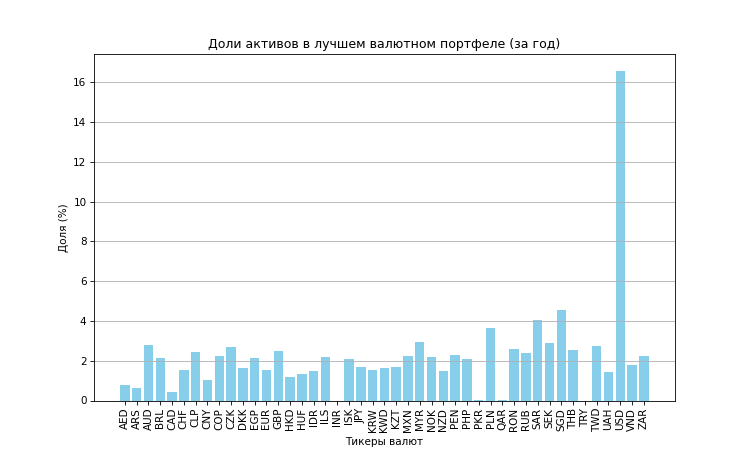 Доли активов в лучшем валютном портфеле (за год)
Доля (%)
16
14
12
10
8
6
4
2
0
AED ARS AUD BRL CAD CHF CLP CNY COP CZK DKK EGP EUR GBP HKD HUF IDR ILS INR ISK JPY KRW KWD KZT MXN MYR NOK NZD PEN PHP PKR PLN QAR RON RUB SAR SEK SGD THB TRY TWD UAH USD VND ZAR
Тикеры валют